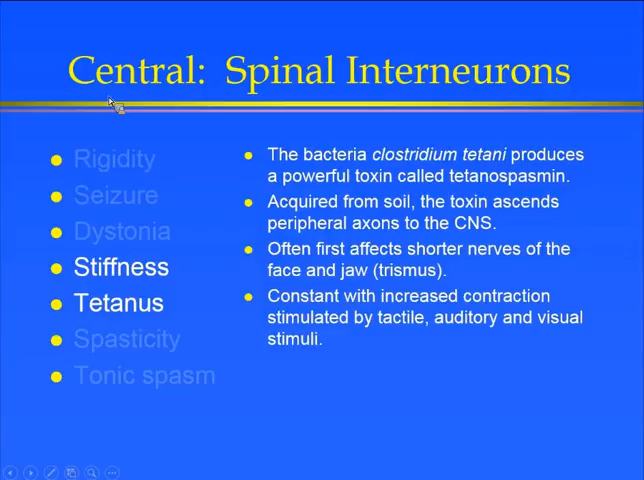 Central: Spinal Interneurons
Rigidity
Seizure
Dystonia
Stiffness
Tetanus
Spasticity
Tonic spasm
The bacteria clostridium tetani produces
a powerful toxin called tetanospasmin.
Acquired from soil, the toxin ascends
peripheral axons to the CNS.
Often first affects shorter nerves of the
face and jaw (trismus).
Constant with increased contraction
stimulated by tactile, auditory and visual
stimuli.